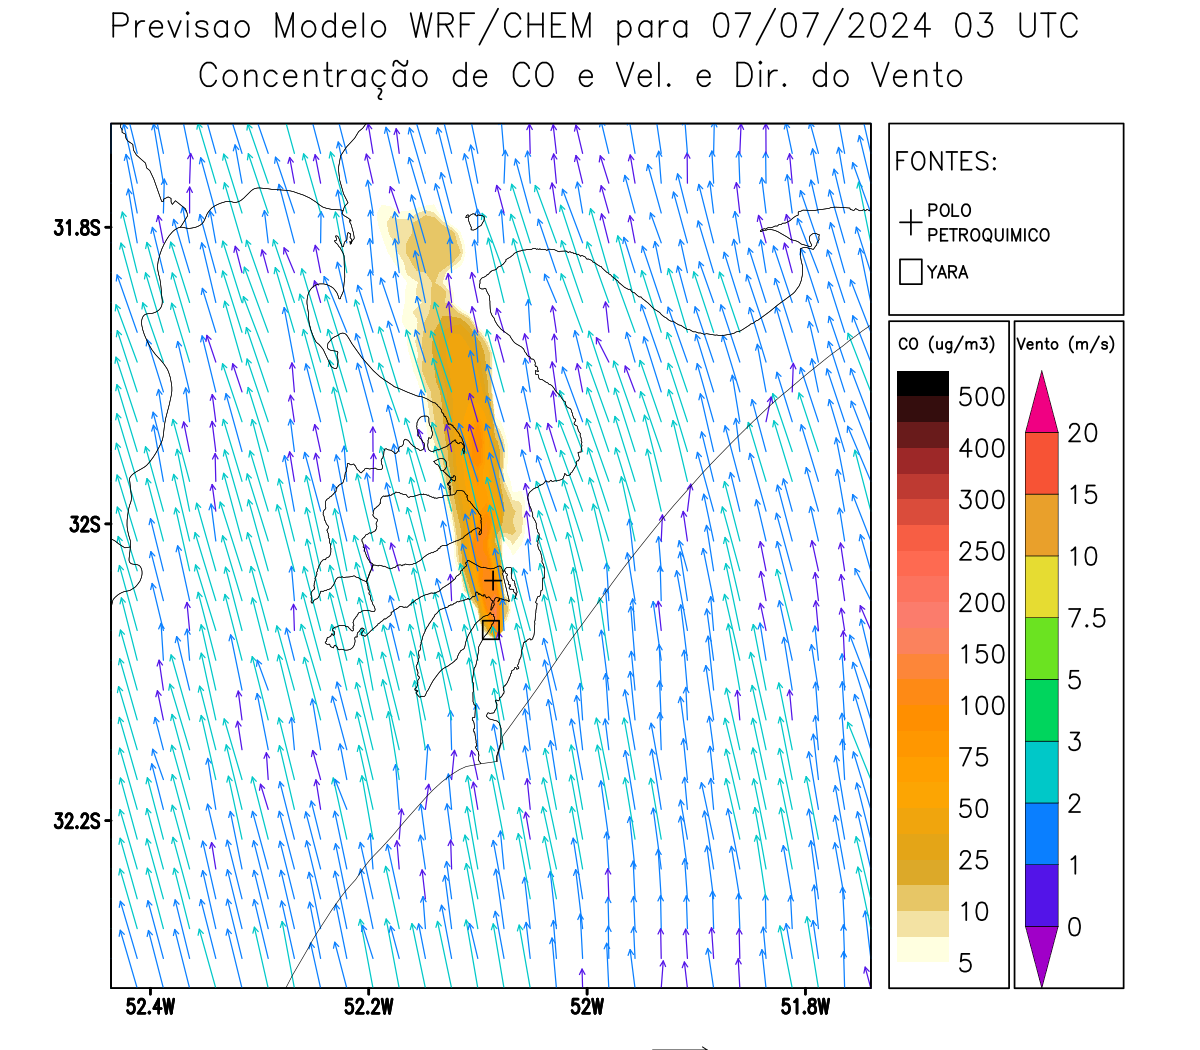 Previsao Modelo WRF/CHEM para 07/07/2024 03 UTC
Concentração de CO e Vel. e Dir. do Vento
FONTES:
POLO
PETROQUIMICO
YARA
CO (ug/m3)
500
400
300
250
200
150
100
75
50
25
10
5
Vento (m/s)
20
15
10
7.5
5
3
2
1
0
31.8S
32S
32.2S
52.4W
52.2W
52W
51.8W